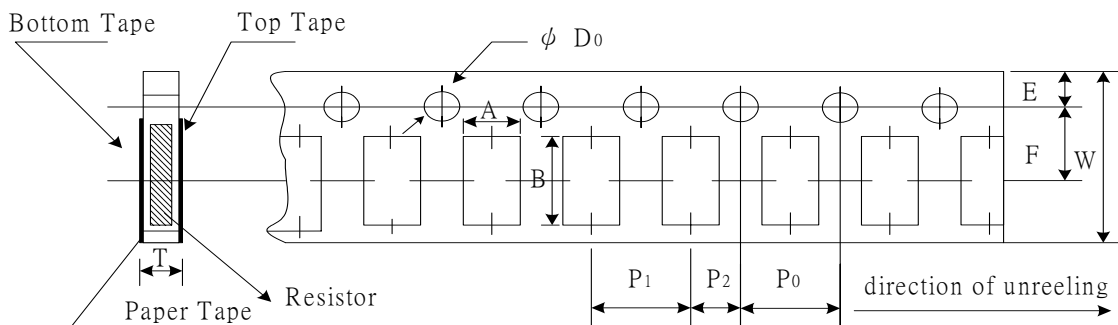 Bottom Tape
Top Tape
ϕ D0
A
E
F
W
B
T
P1
P2
P0
Resistor
Paper Tape
direction of unreeling